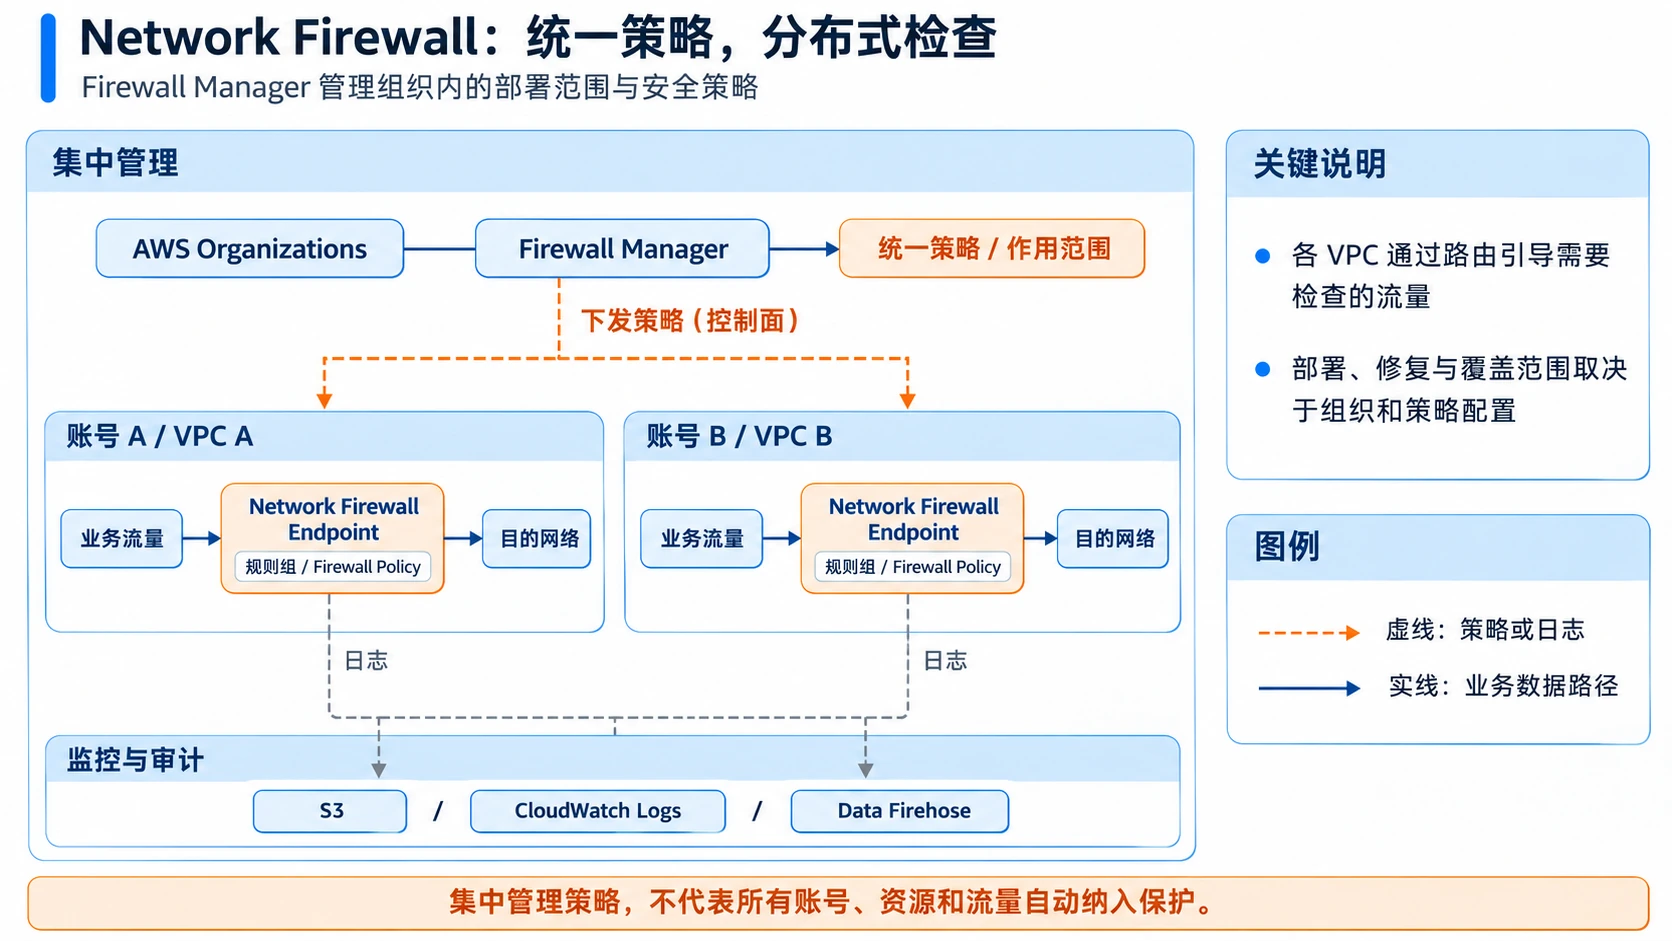 Network Firewall：统一策略，分布式检查
Firewall Manager 管理组织内的部署范围与安全策略
集中管理
AWS Organizations
Firewall Manager
统一策略 / 作用范围
下发策略（控制面）
账号 A / VPC A
业务流量
Network Firewall
Endpoint
规则组 / Firewall Policy
目的网络
账号 B / VPC B
业务流量
Network Firewall
Endpoint
规则组 / Firewall Policy
目的网络
日志
日志
监控与审计
S3 / CloudWatch Logs / Data Firehose
关键说明
各 VPC 通过路由引导需要
检查的流量
部署、修复与覆盖范围取决
于组织和策略配置
图例
虚线：策略或日志
实线：业务数据路径
集中管理策略，不代表所有账号、资源和流量自动纳入保护。